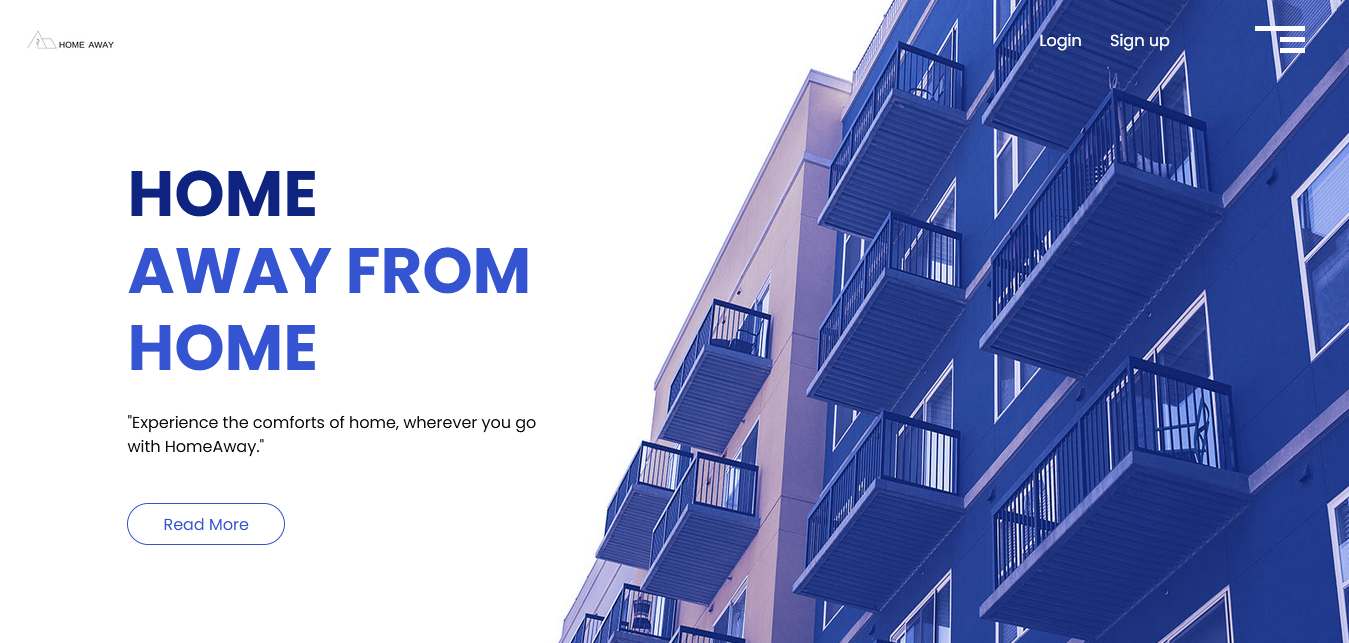 HOME AWAY
Login
Sign up
HOME
AWAY FROM
HOME
"Experience the comforts of home, wherever you go
with HomeAway."
Read More